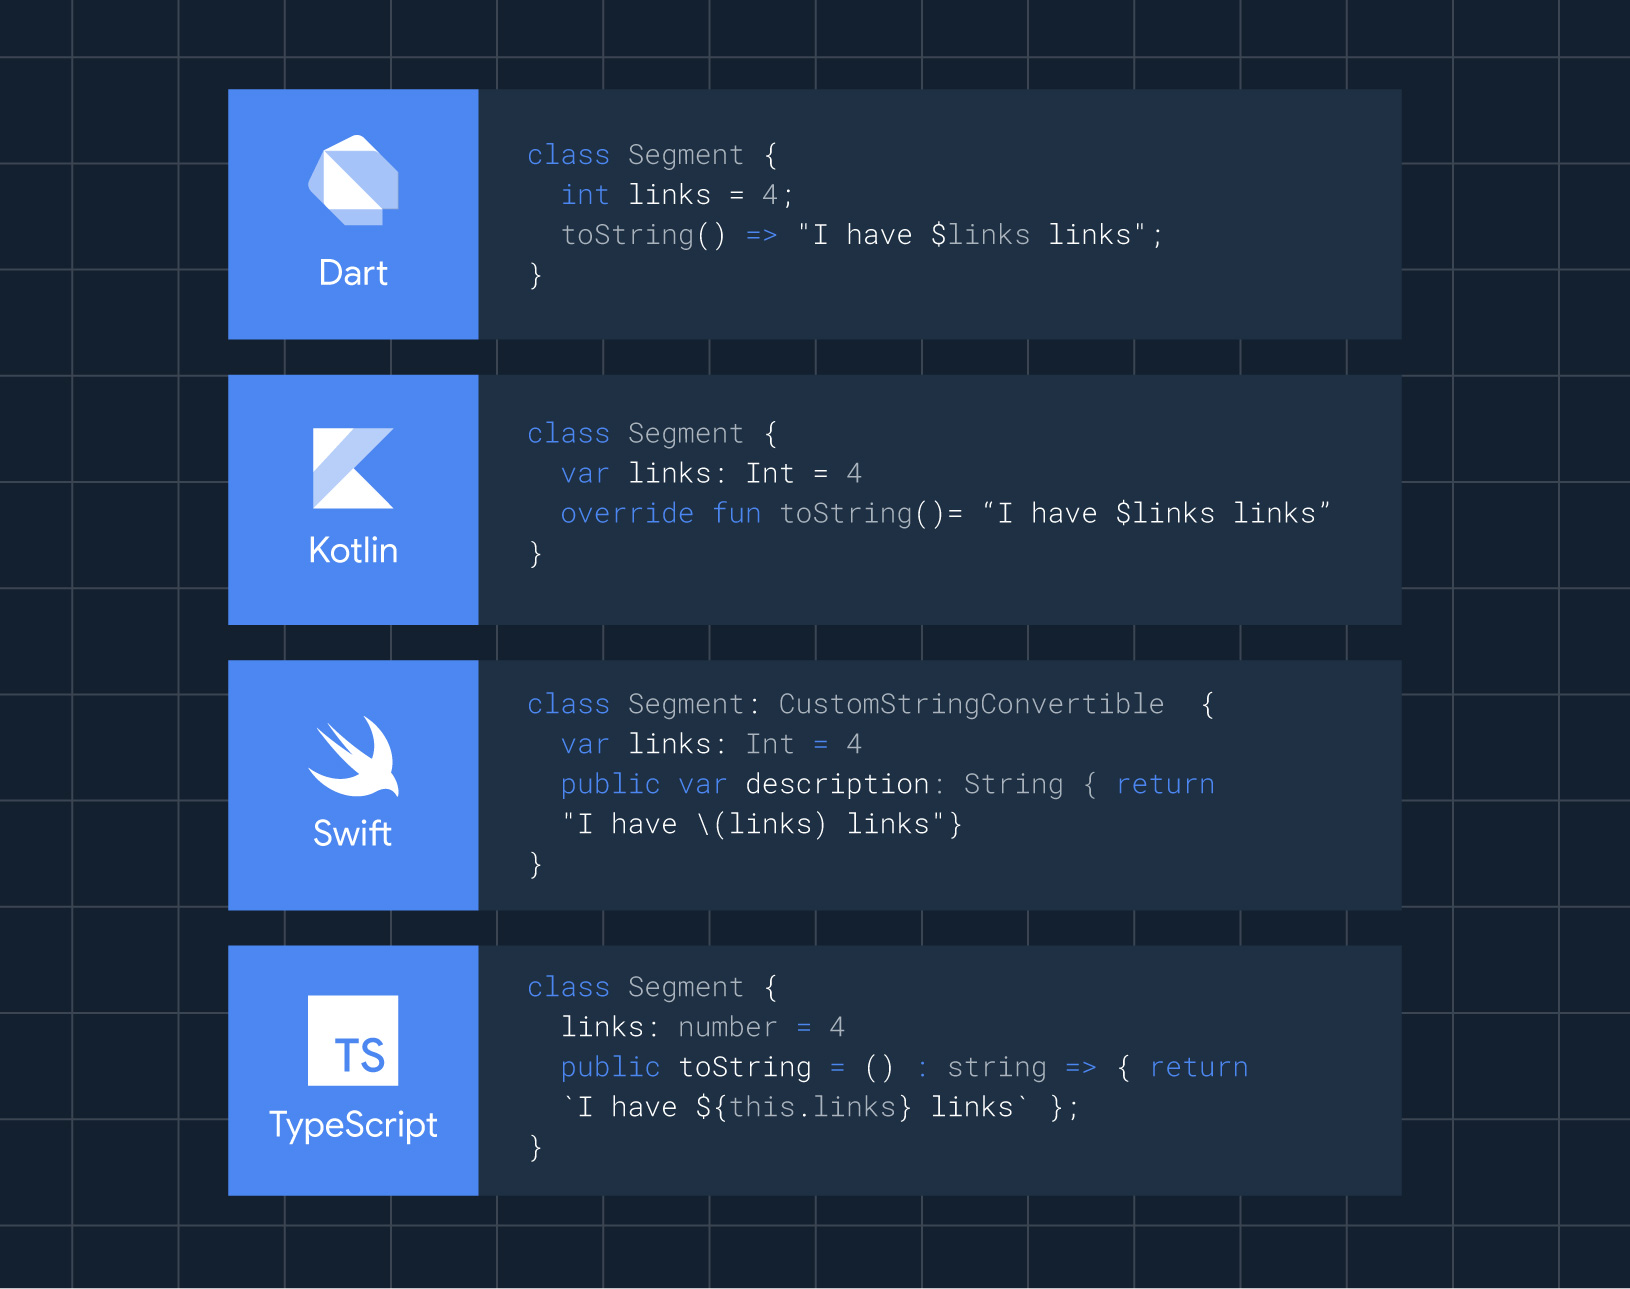 Dart
class Segment {
  int links = 4;
  toString() => "I have $links links";
}
Kotlin
class Segment {
  var links: Int = 4
  override fun toString()= “I have $links links”
}
Swift
class Segment: CustomStringConvertible  {
  var links: Int = 4
  public var description: String { return
  "I have \(links) links"}
}
TS
TypeScript
class Segment {
  links: number = 4
  public toString = () : string => { return
  `I have ${this.links} links` };
}